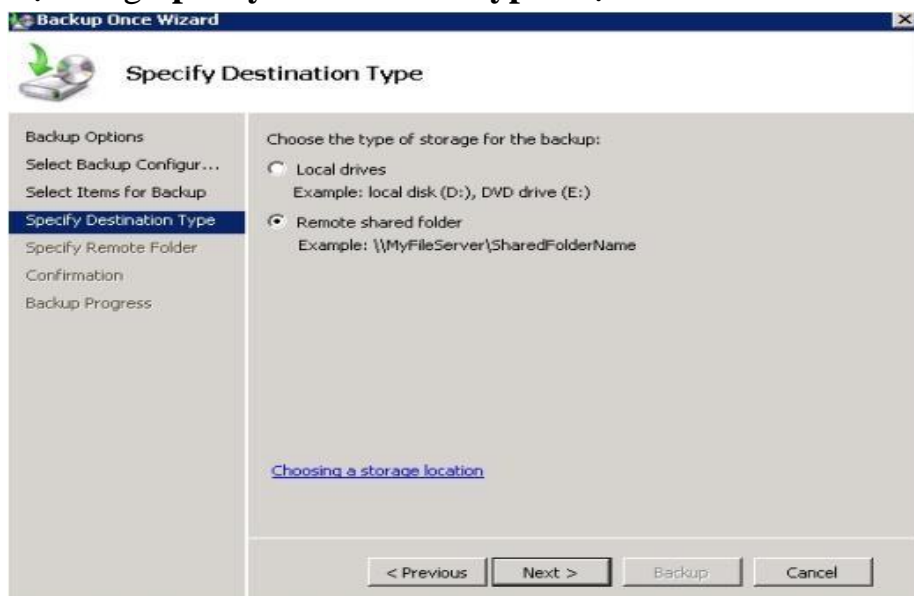 Backup Once Wizard
Specify Destination Type
Backup Options
Select Backup Configur...
Select Items for Backup
Specify Destination Type
Specify Remote Folder
Confirmation
Backup Progress
Choose the type of storage for the backup:
Local drives
Example: local disk (D:), DVD drive (E:)
Remote shared folder
Example: \\MyFileServer\SharedFolderName
Choosing a storage location
< Previous
Next >
Backup
Cancel